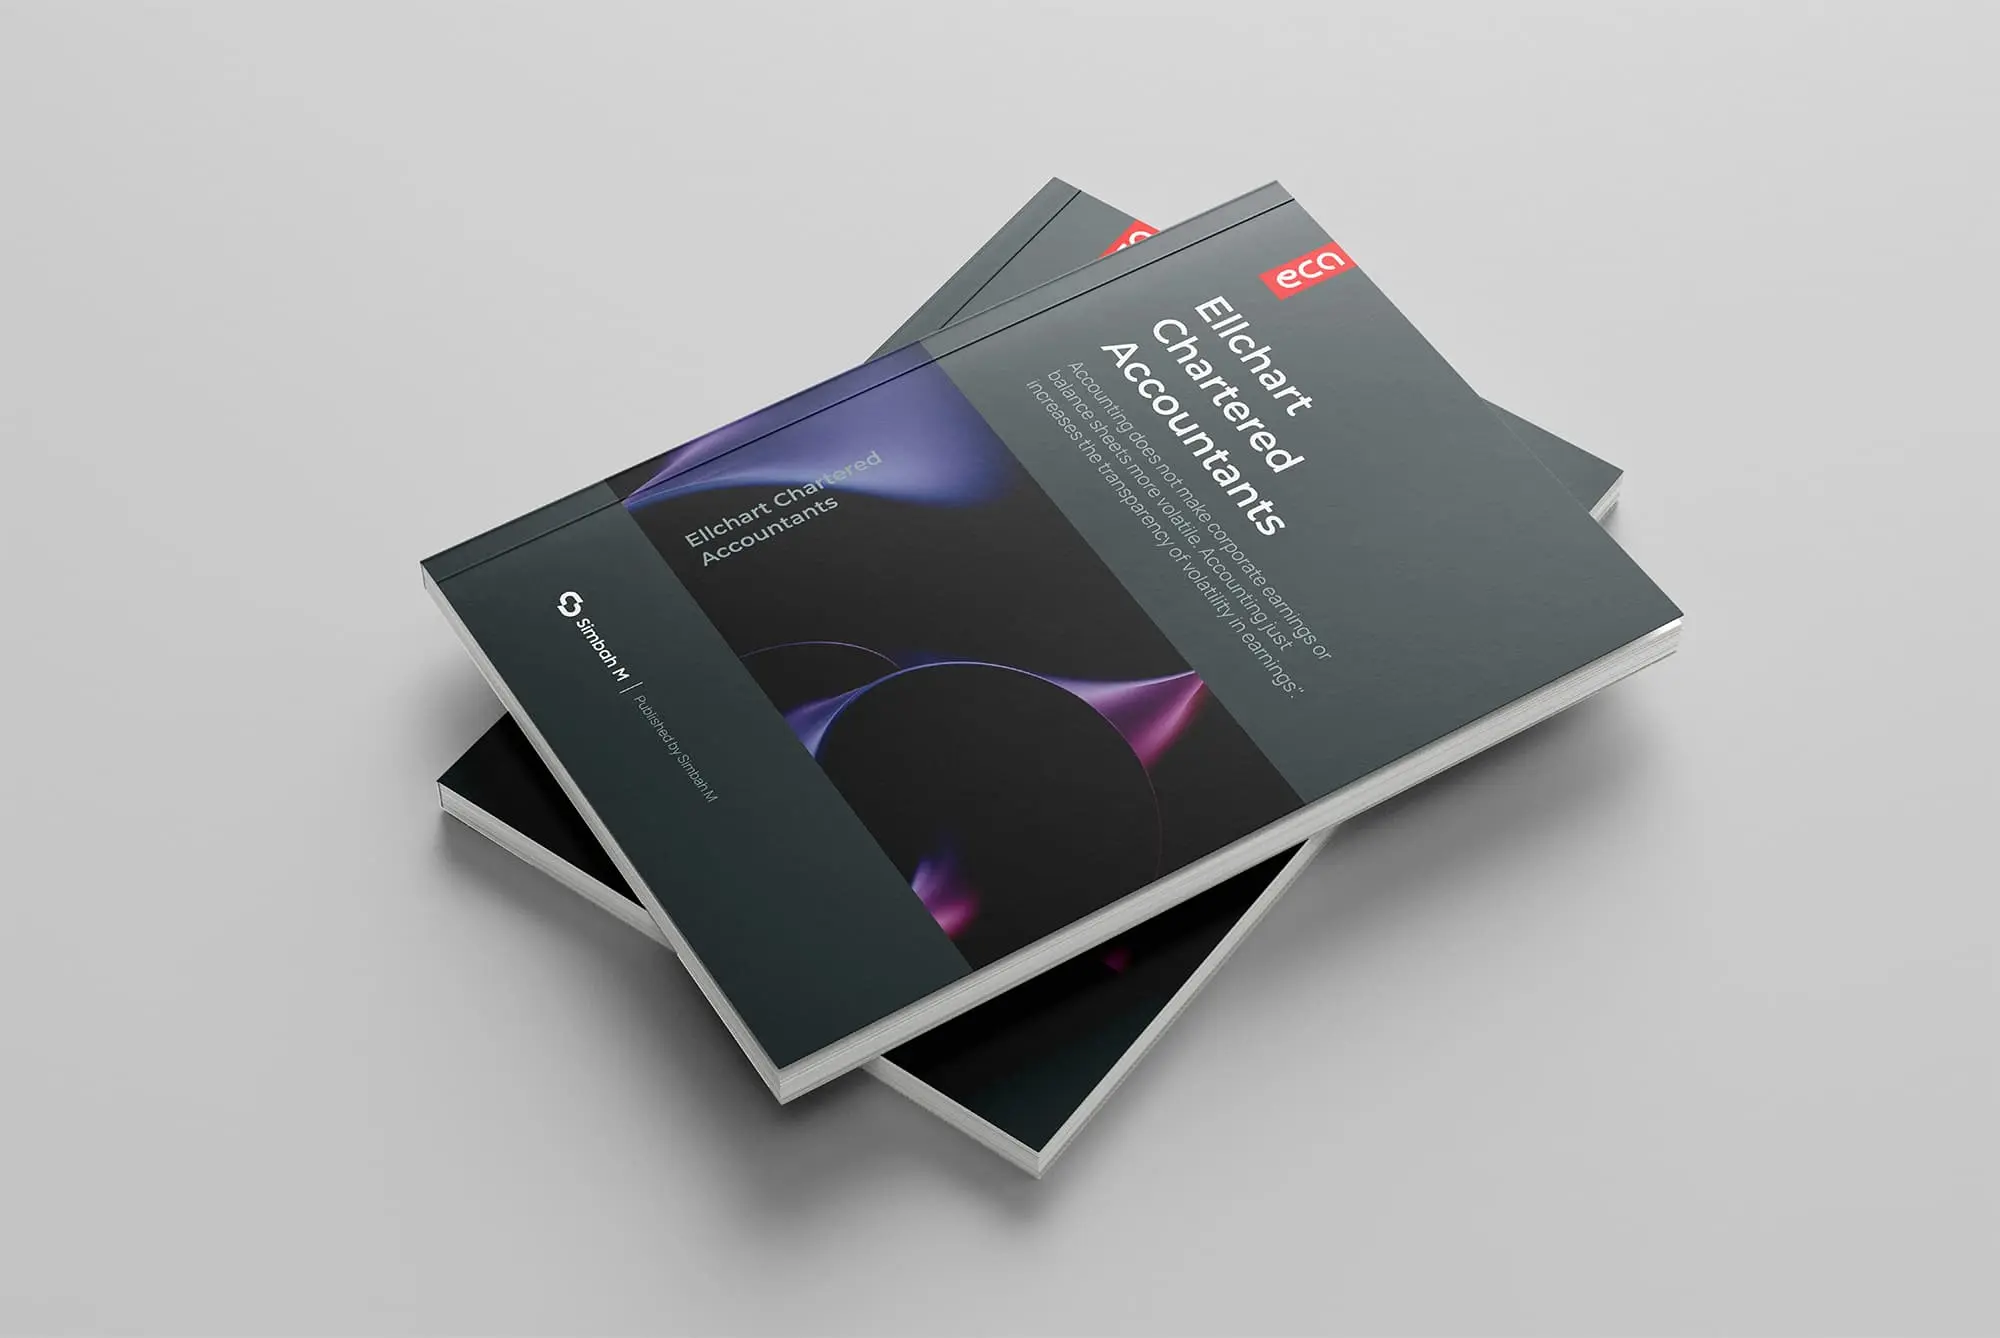 eca
Ellchart
Chartered
Accountants
Accounting does not make corporate earnings or
balance sheets more volatile. Accounting just
increases the transparency of volatility in earnings."
Ellchart Chartered
Accountants
simbah M | Published by Simbah M